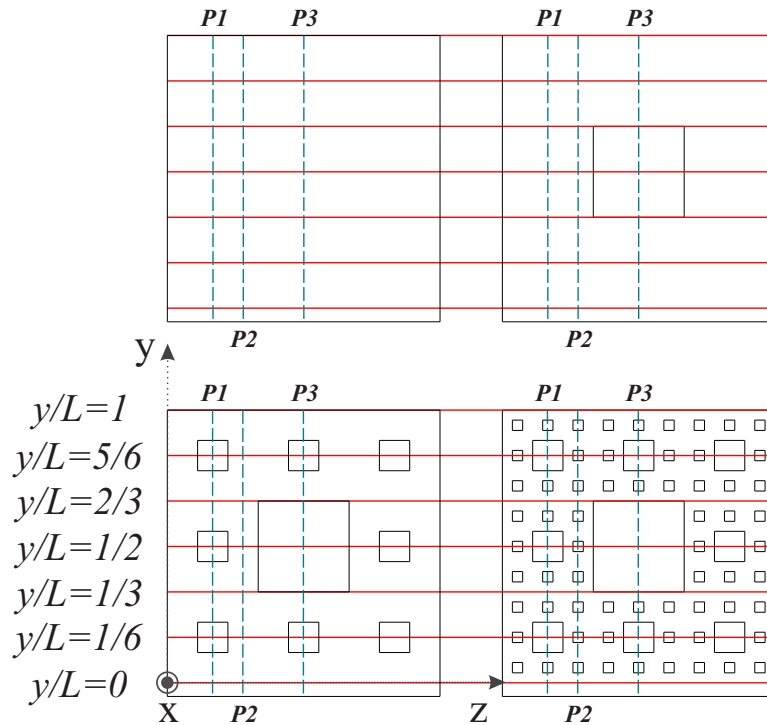 P1 P3 P1 P3
P2 P2
y
P1 P3 P1 P3
y/L=1
y/L=5/6
y/L=2/3
y/L=1/2
y/L=1/3
y/L=1/6
y/L=0
x P2 z P2